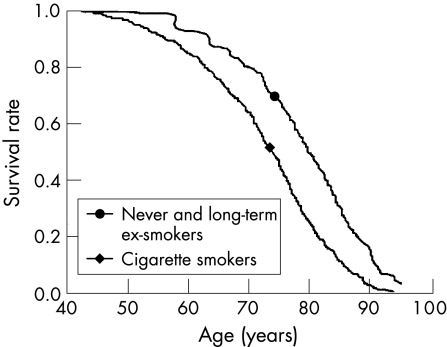 1.0
0.8
0.6
0.4
0.2
0.0
Survival rate
Never and long-term
ex-smokers
Cigarette smokers
40 50 60 70 80 90 100
Age (years)